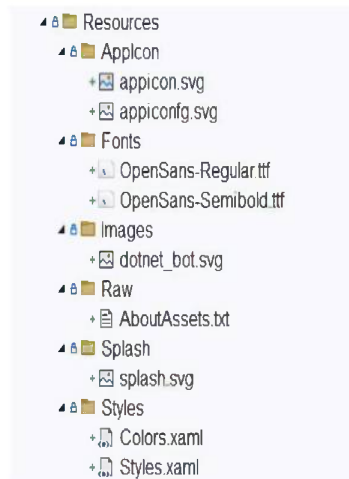 Resources
AppIcon
appicon.svg
appiconfg.svg
Fonts
OpenSans-Regular.ttf
OpenSans-Semibold.ttf
Images
dotnet_bot.svg
Raw
AboutAssets.txt
Splash
splash.svg
Styles
Colors.xaml
Styles.xaml